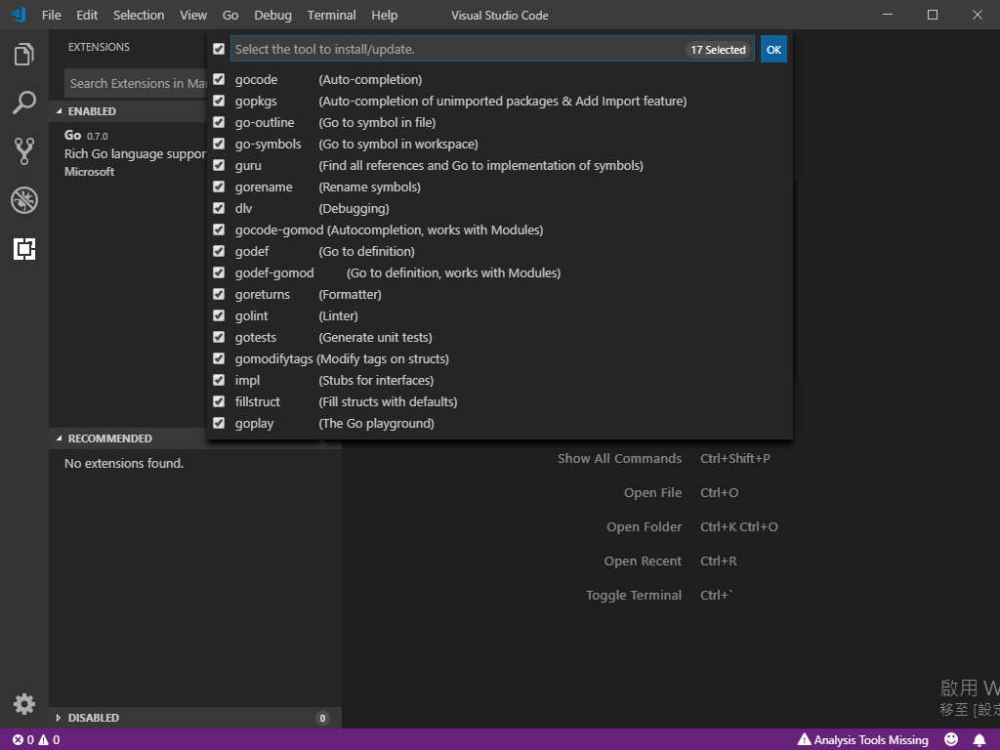 File Edit Selection View Go Debug Terminal Help Visual Studio Code
EXTENSIONS
Search Extensions in Mar
ENABLED
Go 0.7.0
Rich Go language suppor
Microsoft
Select the tool to install/update. 17 Selected OK
gocode (Auto-completion)
gopkgs (Auto-completion of unimported packages & Add Import feature)
go-outline (Go to symbol in file)
go-symbols (Go to symbol in workspace)
guru (Find all references and Go to implementation of symbols)
gorename (Rename symbols)
dlv (Debugging)
gocode-gomod (Autocompletion, works with Modules)
godef (Go to definition)
godef-gomod (Go to definition, works with Modules)
goreturns (Formatter)
golint (Linter)
gotests (Generate unit tests)
gomodifytags (Modify tags on structs)
impl (Stubs for interfaces)
fillstruct (Fill structs with defaults)
goplay (The Go playground)
RECOMMENDED
No extensions found.
Show All Commands Ctrl+Shift+P
Open File Ctrl+O
Open Folder Ctrl+K Ctrl+O
Open Recent Ctrl+R
Toggle Terminal Ctrl+`
啟用 W
移至 [設定
DISABLED 0
0 0 Analysis Tools Missing